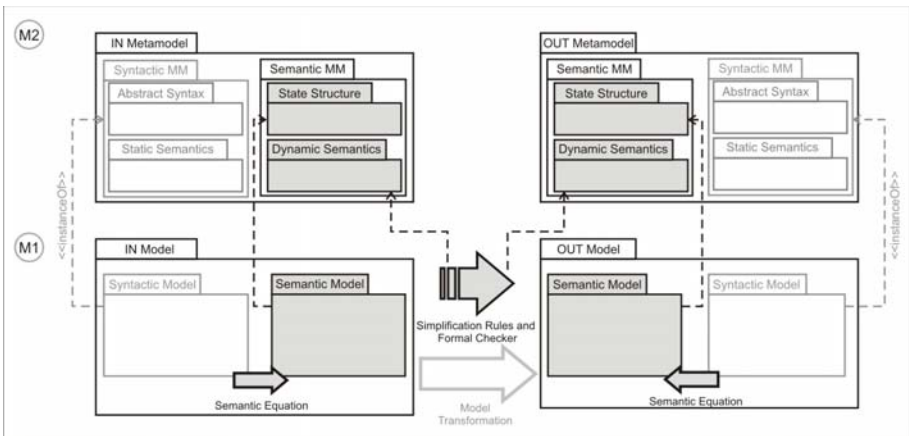 M2
IN Metamodel
Syntactic MM
Abstract Syntax
Static Semantics
Semantic MM
State Structure
Dynamic Semantics
OUT Metamodel
Semantic MM
State Structure
Dynamic Semantics
Syntactic MM
Abstract Syntax
Static Semantics
<<instanceOf>>
<<instanceOf>>
M1
IN Model
Syntactic Model
Semantic Model
Semantic Equation
Simplification Rules and
Formal Checker
Model
Transformation
OUT Model
Semantic Model
Syntactic Model
Semantic Equation